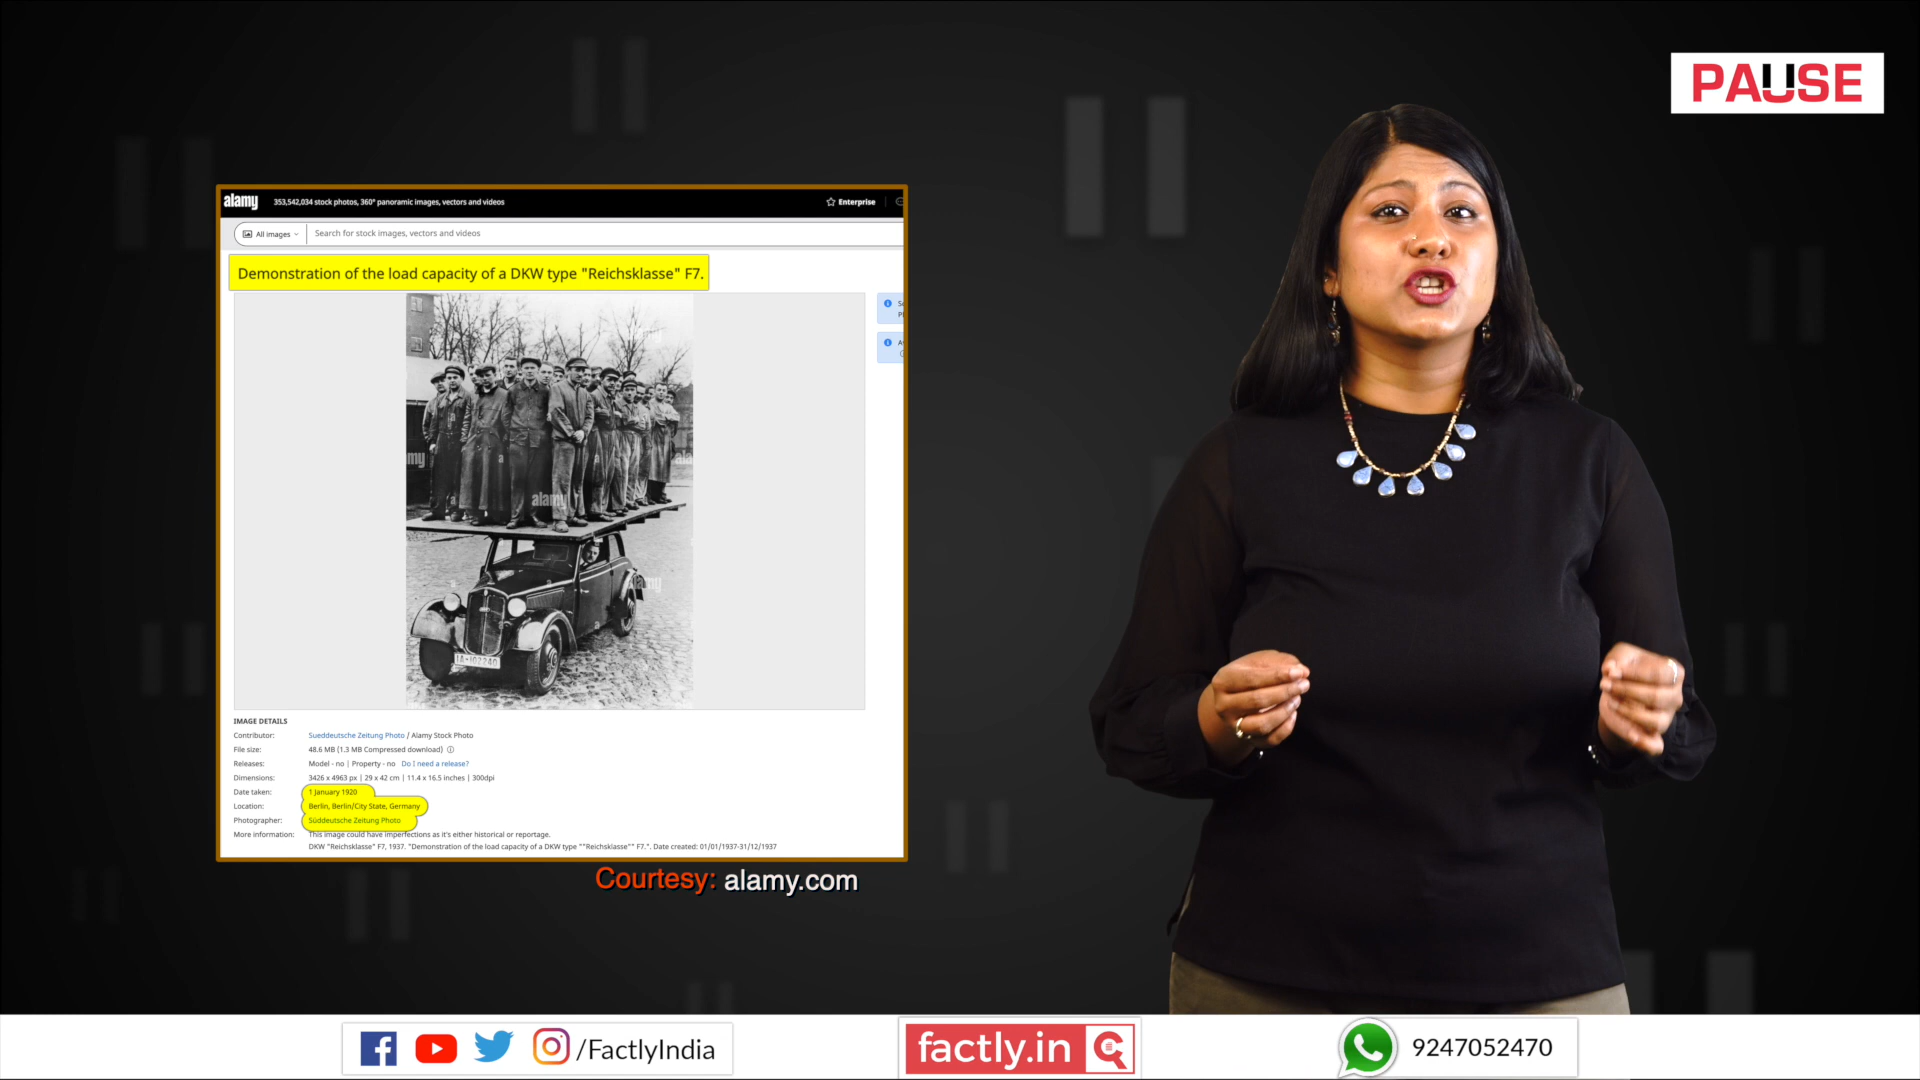 PAUSE
alamy 353,542,034 stock photos, 360° panoramic images, vectors and videos Enterprise
All images Search for stock images, vectors and videos
Demonstration of the load capacity of a DKW type "Reichsklasse" F7.
alamy
alamy
IA-102240
IMAGE DETAILS
Contributor: Sueddeutsche Zeitung Photo / Alamy Stock Photo
File size: 48.6 MB (1.3 MB Compressed download)
Releases: Model - no | Property - no Do I need a release?
Dimensions: 3426 x 4963 px | 29 x 42 cm | 11.4 x 16.5 inches | 300dpi
Date taken: 1 January 1920
Location: Berlin, Berlin/City State, Germany
Photographer: Süddeutsche Zeitung Photo
More information: This image could have imperfections as it's either historical or reportage.
DKW "Reichsklasse" F7, 1937. "Demonstration of the load capacity of a DKW type ""Reichsklasse"" F7.". Date created: 01/01/1937-31/12/1937
Courtesy: alamy.com
/FactlyIndia
factly.in
9247052470